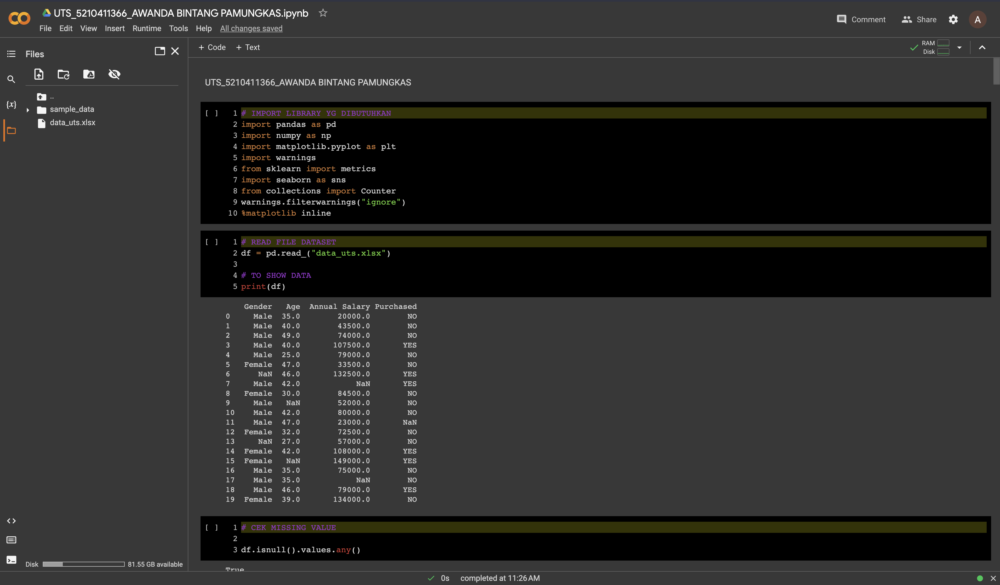 UTS_5210411366_AWANDA BINTANG PAMUNGKAS.ipynb
File Edit View Insert Runtime Tools Help All changes saved
Comment Share A
Files
+ Code + Text
RAM
Disk
..
sample_data
data_uts.xlsx
{x}
UTS_5210411366_AWANDA BINTANG PAMUNGKAS
[ ] 1 # IMPORT LIBRARY YG DIBUTUHKAN
2 import pandas as pd
3 import numpy as np
4 import matplotlib.pyplot as plt
5 import warnings
6 from sklearn import metrics
7 import seaborn as sns
8 from collections import Counter
9 warnings.filterwarnings("ignore")
10 %matplotlib inline
[ ] 1 # READ FILE DATASET
2 df = pd.read_("data_uts.xlsx")
3
4 # TO SHOW DATA
5 print(df)
Gender Age Annual Salary Purchased
0 Male 35.0 20000.0 NO
1 Male 40.0 43500.0 NO
2 Male 49.0 74000.0 NO
3 Male 40.0 107500.0 YES
4 Male 25.0 79000.0 NO
5 Female 47.0 33500.0 NO
6 NaN 46.0 132500.0 YES
7 Male 42.0 NaN YES
8 Female 30.0 84500.0 NO
9 Male NaN 52000.0 NO
10 Male 42.0 80000.0 NO
11 Male 47.0 23000.0 NaN
12 Female 32.0 72500.0 NO
13 NaN 27.0 57000.0 NO
14 Female 42.0 108000.0 YES
15 Female NaN 149000.0 YES
16 Male 35.0 75000.0 NO
17 Male 35.0 NaN NO
18 Male 46.0 79000.0 YES
19 Female 39.0 134000.0 NO
[ ] 1 # CEK MISSING VALUE
2
3 df.isnull().values.any()
True
Disk 81.55 GB available
0s completed at 11:26 AM